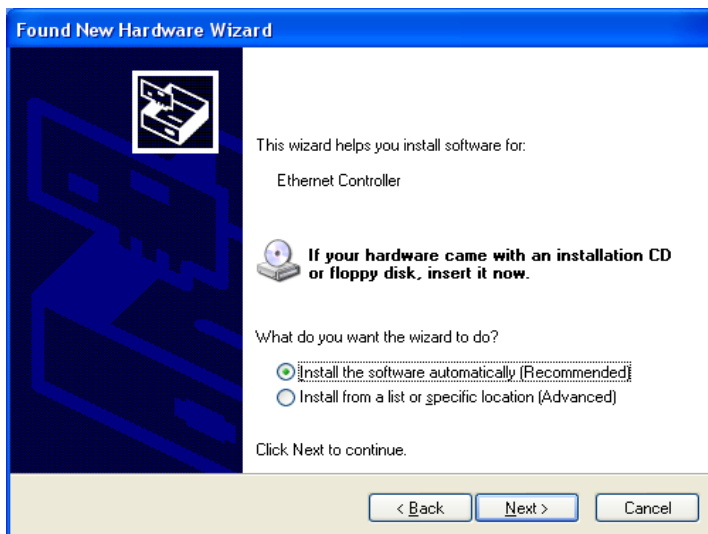 Found New Hardware Wizard
This wizard helps you install software for:
Ethernet Controller
If your hardware came with an installation CD
or floppy disk, insert it now.
What do you want the wizard to do?
Install the software automatically (Recommended)
Install from a list or specific location (Advanced)
Click Next to continue.
< Back
Next >
Cancel